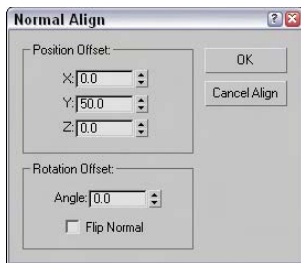 Normal Align
Position Offset:
X: 0.0
Y: 50.0
Z: 0.0
OK
Cancel Align
Rotation Offset:
Angle: 0.0
Flip Normal